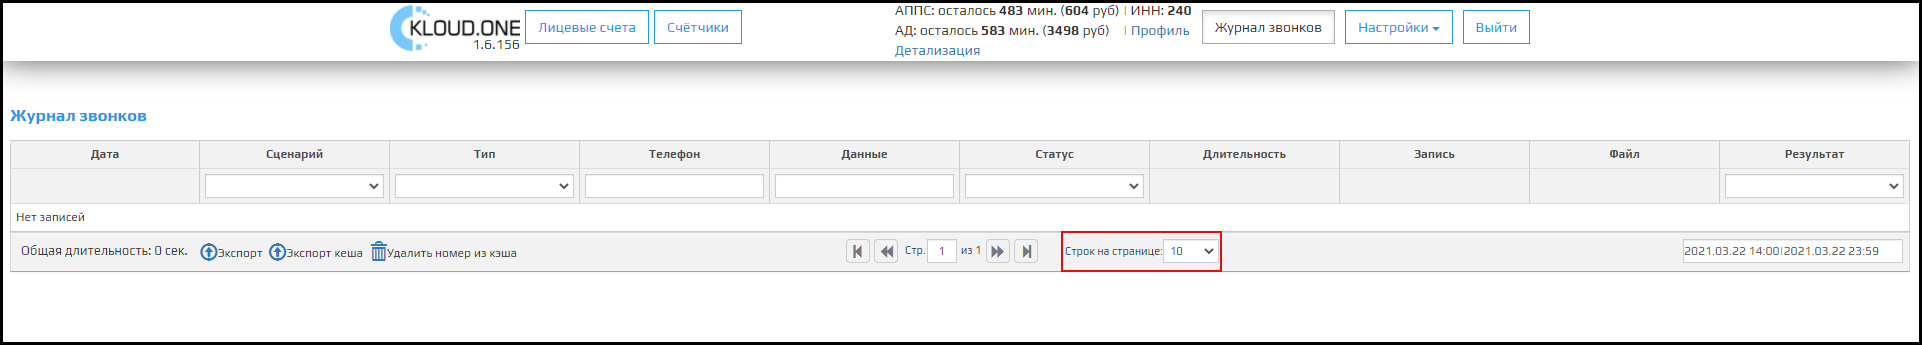 KLOUD.ONE
1.6.156
Лицевые счета
Счётчики
АППС: осталось 483 мин. (604 руб) | ИНН: 240
АД: осталось 583 мин. (3498 руб) | Профиль
Детализация
Журнал звонков
Настройки
Выйти
Журнал звонков
Дата Сценарий Тип Телефон Данные Статус Длительность Запись Файл Результат
Нет записей
Общая длительность: 0 сек. Экспорт Экспорт кеша Удалить номер из кэша Стр. 1 из 1 Строк на странице: 10 2021.03.22 14:00|2021.03.22 23:59